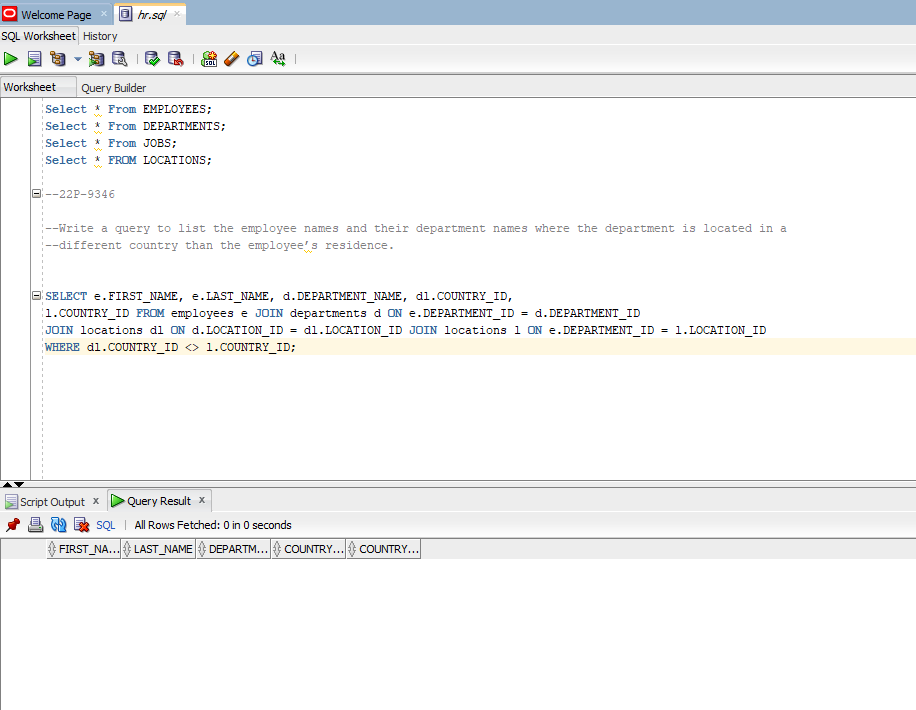 Welcome Page
hr.sql
SQL Worksheet History
Worksheet Query Builder
Select * From EMPLOYEES;
Select * From DEPARTMENTS;
Select * From JOBS;
Select * FROM LOCATIONS;
--22P-9346
--Write a query to list the employee names and their department names where the department is located in a
--different country than the employee’s residence.
SELECT e.FIRST_NAME, e.LAST_NAME, d.DEPARTMENT_NAME, dl.COUNTRY_ID,
l.COUNTRY_ID FROM employees e JOIN departments d ON e.DEPARTMENT_ID = d.DEPARTMENT_ID
JOIN locations dl ON d.LOCATION_ID = dl.LOCATION_ID JOIN locations l ON e.DEPARTMENT_ID = l.LOCATION_ID
WHERE dl.COUNTRY_ID <> l.COUNTRY_ID;
Script Output x Query Result x
SQL | All Rows Fetched: 0 in 0 seconds
FIRST_NA... LAST_NAME DEPARTM... COUNTRY... COUNTRY...